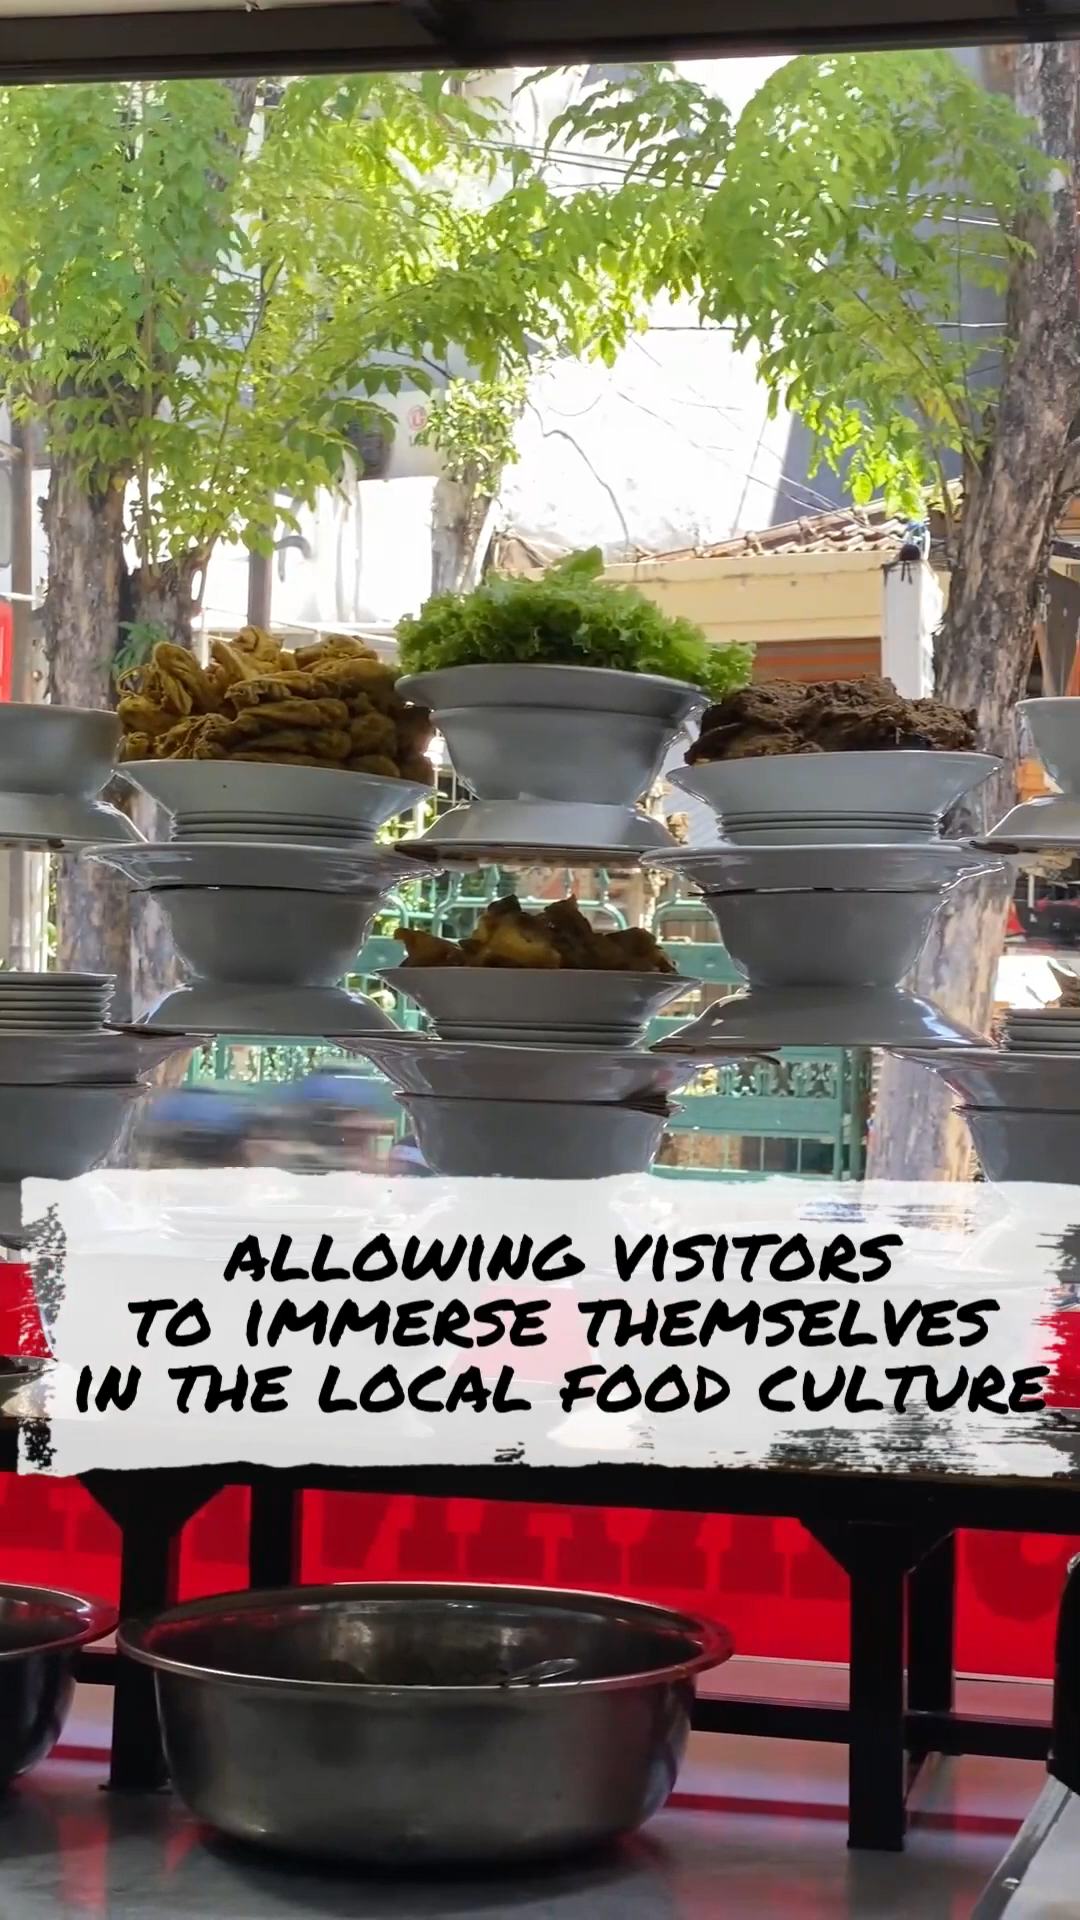 ALLOWING VISITORS
TO IMMERSE THEMSELVES
IN THE LOCAL FOOD CULTURE